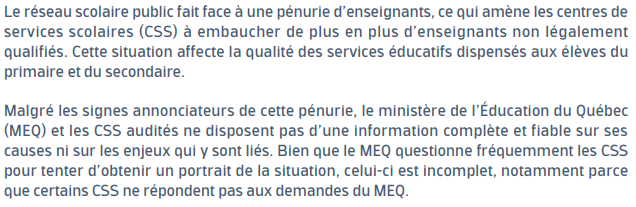 Le réseau scolaire public fait face à une pénurie d'enseignants, ce qui amène les centres de
services scolaires (CSS) à embaucher de plus en plus d'enseignants non légalement
qualifiés. Cette situation affecte la qualité des services éducatifs dispensés aux élèves du
primaire et du secondaire.
Malgré les signes annonciateurs de cette pénurie, le ministère de l'Éducation du Québec
(MEQ) et les CSS audités ne disposent pas d'une information complète et fiable sur ses
causes ni sur les enjeux qui y sont liés. Bien que le MEQ questionne fréquemment les CSS
pour tenter d'obtenir un portrait de la situation, celui-ci est incomplet, notamment parce
que certains CSS ne répondent pas aux demandes du MEQ.